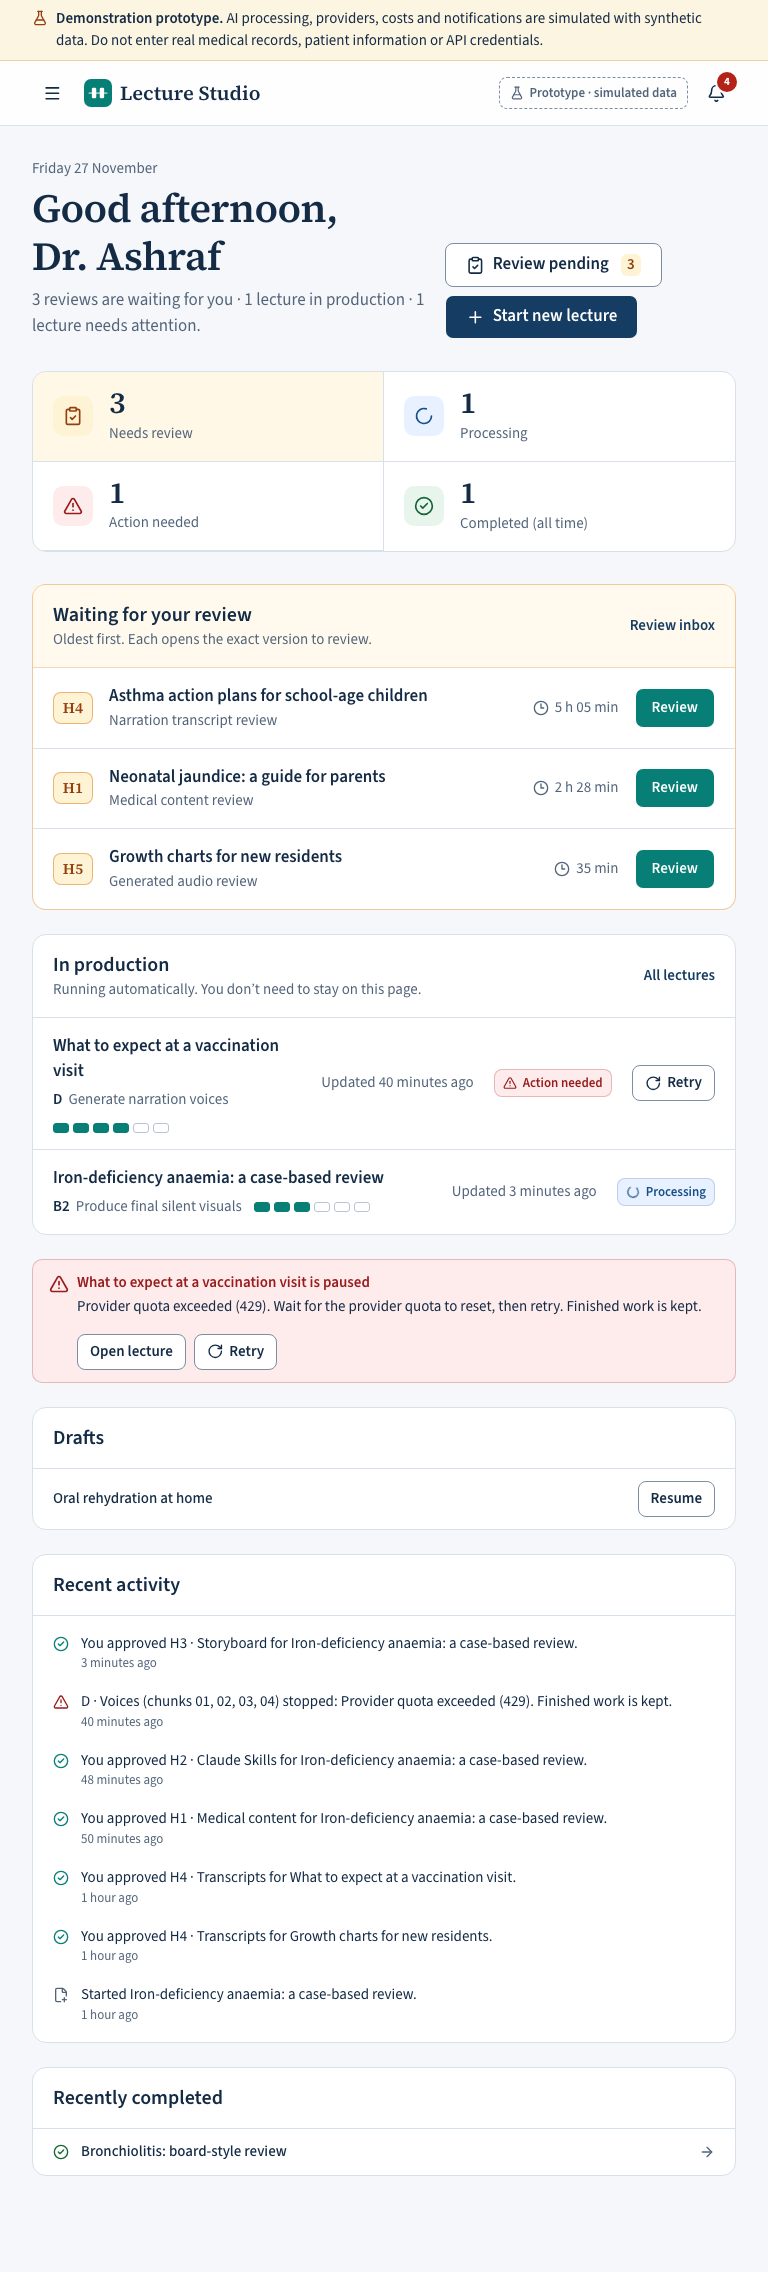 Demonstration prototype. AI processing, providers, costs and notifications are simulated with synthetic
data. Do not enter real medical records, patient information or API credentials.
Lecture Studio
Prototype · simulated data
4
Friday 27 November
Good afternoon,
Dr. Ashraf
3 reviews are waiting for you · 1 lecture in production · 1
lecture needs attention.
Review pending 3
Start new lecture
3
Needs review
1
Processing
1
Action needed
1
Completed (all time)
Waiting for your review
Oldest first. Each opens the exact version to review.
Review inbox
H4
Asthma action plans for school-age children
Narration transcript review
5 h 05 min
Review
H1
Neonatal jaundice: a guide for parents
Medical content review
2 h 28 min
Review
H5
Growth charts for new residents
Generated audio review
35 min
Review
In production
Running automatically. You don’t need to stay on this page.
All lectures
What to expect at a vaccination
visit
D Generate narration voices
Updated 40 minutes ago
Action needed
Retry
Iron-deficiency anaemia: a case-based review
B2 Produce final silent visuals
Updated 3 minutes ago
Processing
What to expect at a vaccination visit is paused
Provider quota exceeded (429). Wait for the provider quota to reset, then retry. Finished work is kept.
Open lecture
Retry
Drafts
Oral rehydration at home
Resume
Recent activity
You approved H3 · Storyboard for Iron-deficiency anaemia: a case-based review.
3 minutes ago
D · Voices (chunks 01, 02, 03, 04) stopped: Provider quota exceeded (429). Finished work is kept.
40 minutes ago
You approved H2 · Claude Skills for Iron-deficiency anaemia: a case-based review.
48 minutes ago
You approved H1 · Medical content for Iron-deficiency anaemia: a case-based review.
50 minutes ago
You approved H4 · Transcripts for What to expect at a vaccination visit.
1 hour ago
You approved H4 · Transcripts for Growth charts for new residents.
1 hour ago
Started Iron-deficiency anaemia: a case-based review.
1 hour ago
Recently completed
Bronchiolitis: board-style review